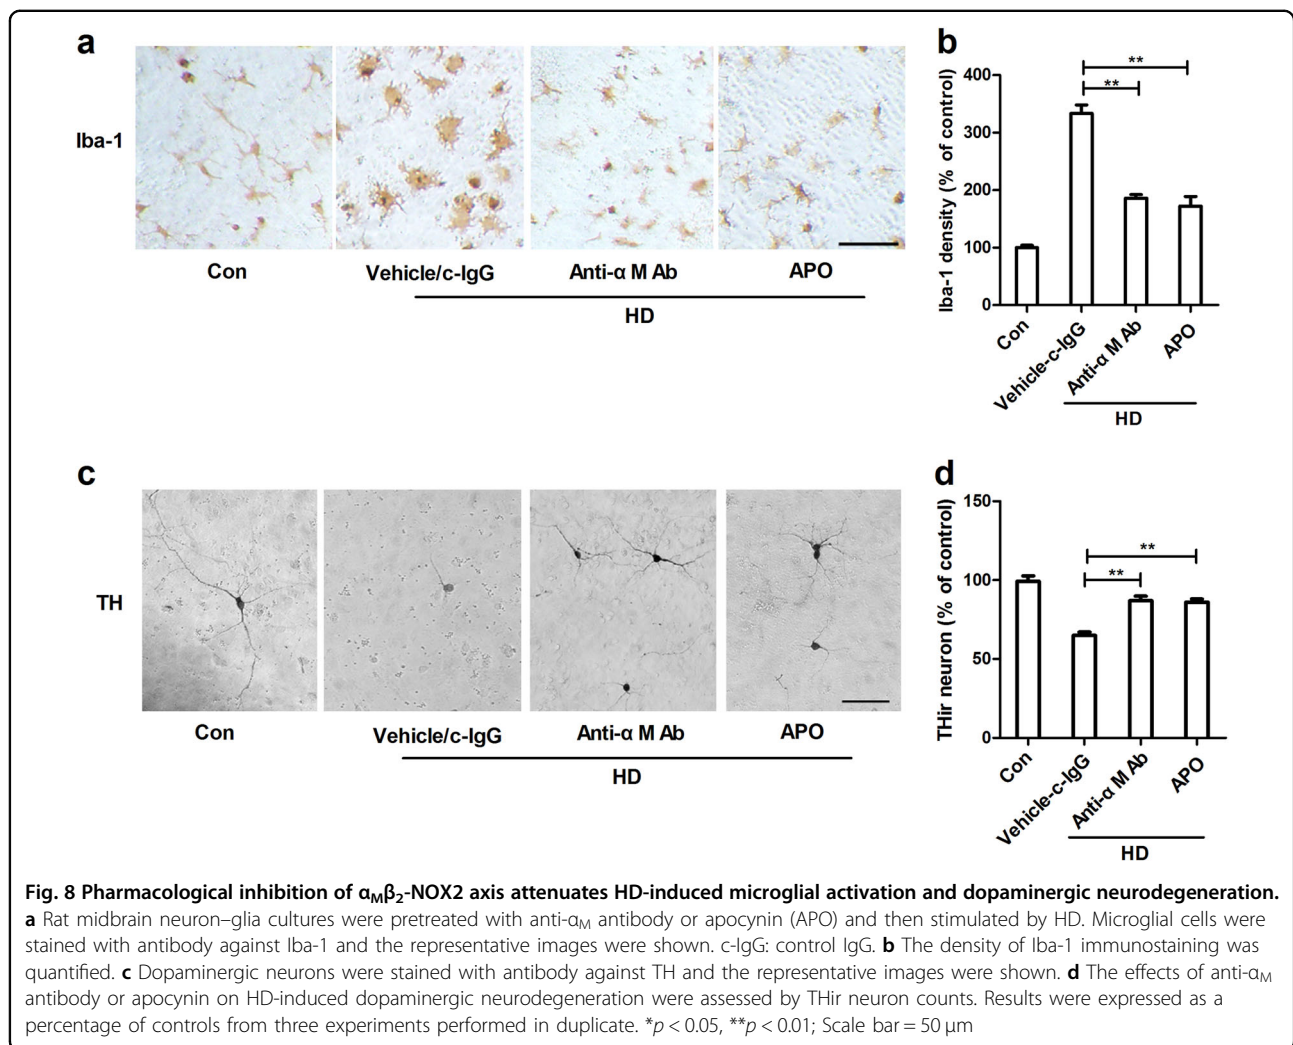 a
Iba-1
Con
Vehicle/c-IgG
Anti-α M Ab
APO
HD
b
Iba-1 density (% of control)
400
300
200
100
0
**
**
Con
Vehicle-c-IgG
Anti-α M Ab
APO
HD
c
TH
Con
Vehicle/c-IgG
Anti-α M Ab
APO
HD
d
THir neuron (% of control)
150
100
50
0
**
**
Con
Vehicle-c-IgG
Anti-α M Ab
APO
HD
Fig. 8 Pharmacological inhibition of αMβ2-NOX2 axis attenuates HD-induced microglial activation and dopaminergic neurodegeneration.
a Rat midbrain neuron–glia cultures were pretreated with anti-αM antibody or apocynin (APO) and then stimulated by HD. Microglial cells were
stained with antibody against Iba-1 and the representative images were shown. c-IgG: control IgG. b The density of Iba-1 immunostaining was
quantified. c Dopaminergic neurons were stained with antibody against TH and the representative images were shown. d The effects of anti-αM
antibody or apocynin on HD-induced dopaminergic neurodegeneration were assessed by THir neuron counts. Results were expressed as a
percentage of controls from three experiments performed in duplicate. *p < 0.05, **p < 0.01; Scale bar = 50 μm